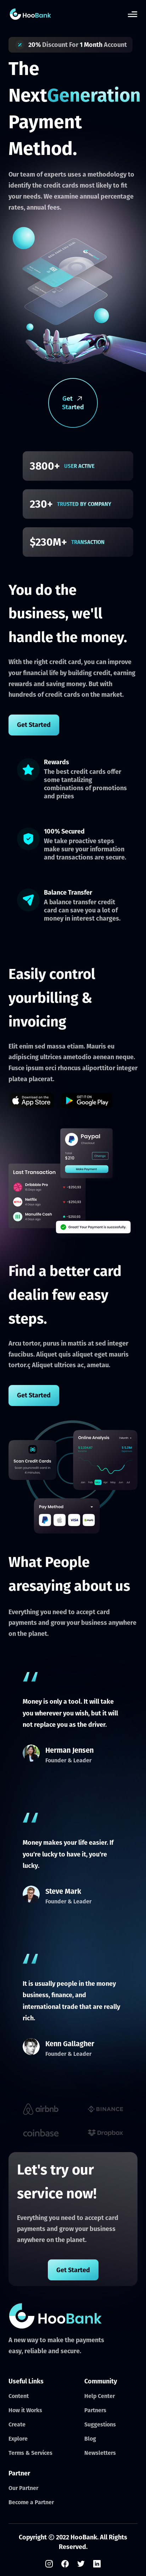 HooBank
20% Discount For 1 Month Account
The
NextGeneration
Payment
Method.
Our team of experts uses a methodology to
identify the credit cards most likely to fit
your needs. We examine annual percentage
rates, annual fees.
Get
Started
3800+ USER ACTIVE
230+ TRUSTED BY COMPANY
$230M+ TRANSACTION
You do the
business, we'll
handle the money.
With the right credit card, you can improve
your financial life by building credit, earning
rewards and saving money. But with
hundreds of credit cards on the market.
Get Started
Rewards
The best credit cards offer
some tantalizing
combinations of promotions
and prizes
100% Secured
We take proactive steps
make sure your information
and transactions are secure.
Balance Transfer
A balance transfer credit
card can save you a lot of
money in interest charges.
Easily control
yourbilling &
invoicing
Elit enim sed massa etiam. Mauris eu
adipiscing ultrices ametodio aenean neque.
Fusce ipsum orci rhoncus aliporttitor integer
platea placerat.
Download on the
App Store
GET IT ON
Google Play
Paypal
$210
Make Payment
Last Transaction
Dribbble Pro
Netflix
Monulife Cash
Great! Your Payment is successfully
Find a better card
dealin few easy
steps.
Arcu tortor, purus in mattis at sed integer
faucibus. Aliquet quis aliquet eget mauris
tortor.ç Aliquet ultrices ac, ametau.
Get Started
Online Analysis
Scan Credit Cards
Pay Method
PayPal
VISA
What People
aresaying about us
Everything you need to accept card
payments and grow your business anywhere
on the planet.
Money is only a tool. It will take
you wherever you wish, but it will
not replace you as the driver.
Herman Jensen
Founder & Leader
Money makes your life easier. If
you're lucky to have it, you're
lucky.
Steve Mark
Founder & Leader
It is usually people in the money
business, finance, and
international trade that are really
rich.
Kenn Gallagher
Founder & Leader
airbnb
BINANCE
coinbase
Dropbox
Let's try our
service now!
Everything you need to accept card
payments and grow your business
anywhere on the planet.
Get Started
HooBank
A new way to make the payments
easy, reliable and secure.
Useful Links
Content
How it Works
Create
Explore
Terms & Services
Community
Help Center
Partners
Suggestions
Blog
Newsletters
Partner
Our Partner
Become a Partner
Copyright Ⓒ 2022 HooBank. All Rights
Reserved.